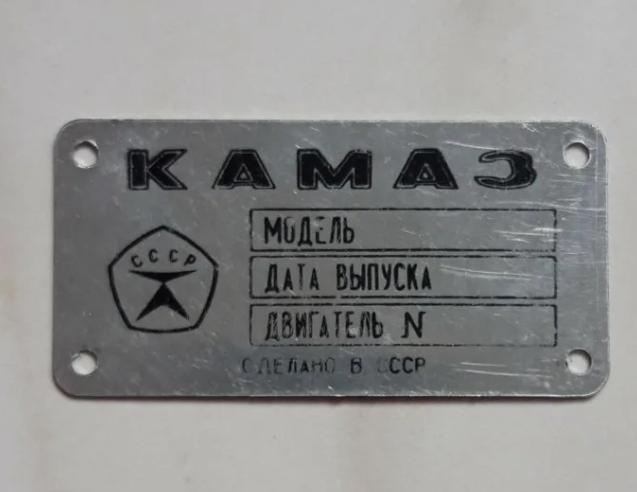 КАМАЗ
СССР
МОДЕЛЬ
ДАТА ВЫПУСКА
ДВИГАТЕЛЬ N
СДЕЛАНО В СССР